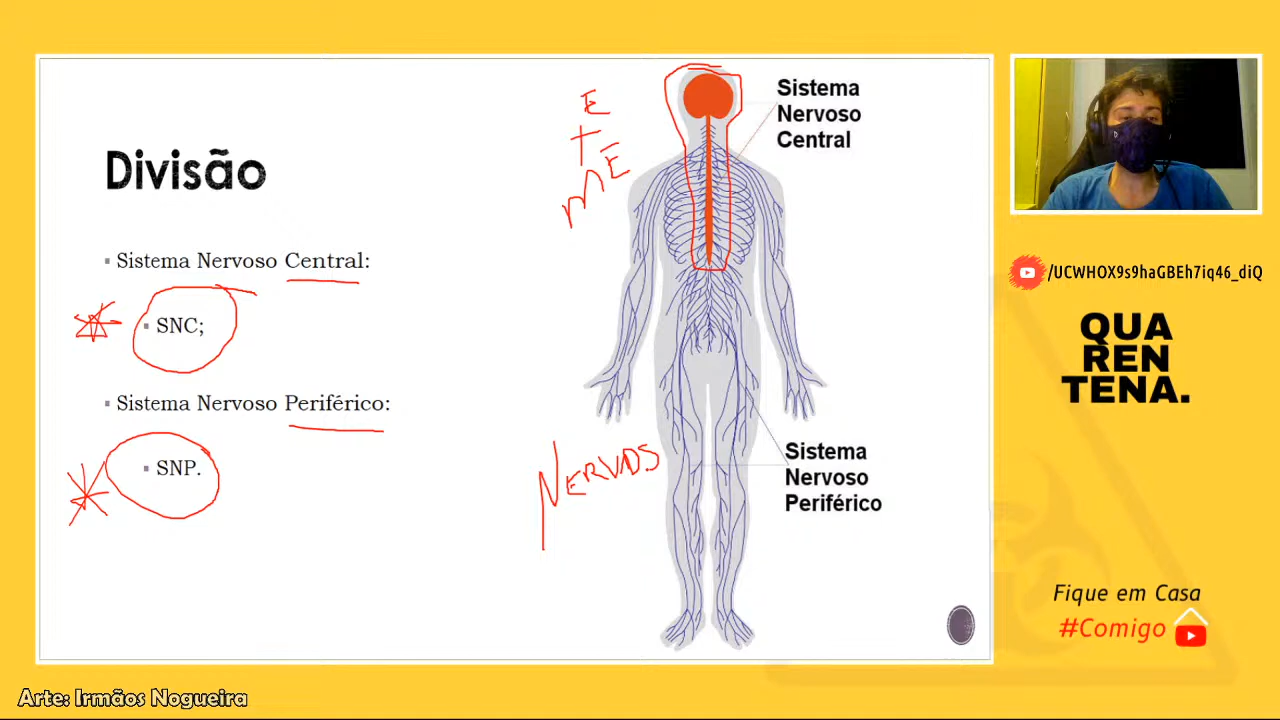 Divisão
Sistema Nervoso Central:
SNC;
Sistema Nervoso Periférico:
SNP.
E
+
ME
NERVOS
Sistema
Nervoso
Central
Sistema
Nervoso
Periférico
/UCWHOX9s9haGBEh7iq46_diQ
QUA
REN
TENA.
Fique em Casa
#Comigo
Arte: Irmãos Nogueira